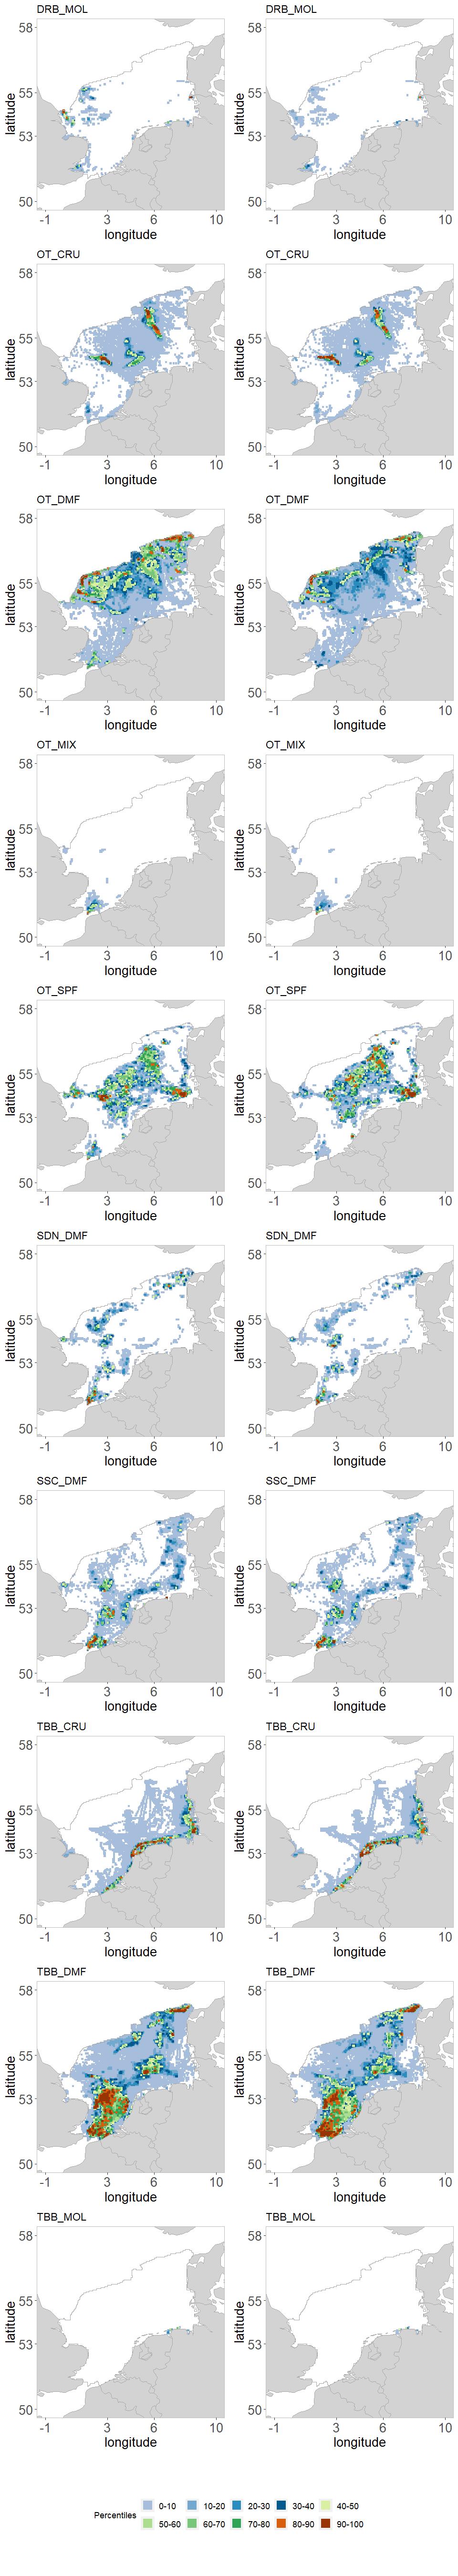 DRB_MOL DRB_MOL
58 58
55 55
53 53
50 50
latitude latitude
-1 3 6 10 -1 3 6 10
longitude longitude
OT_CRU OT_CRU
58 58
55 55
53 53
50 50
latitude latitude
-1 3 6 10 -1 3 6 10
longitude longitude
OT_DMF OT_DMF
58 58
55 55
53 53
50 50
latitude latitude
-1 3 6 10 -1 3 6 10
longitude longitude
OT_MIX OT_MIX
58 58
55 55
53 53
50 50
latitude latitude
-1 3 6 10 -1 3 6 10
longitude longitude
OT_SPF OT_SPF
58 58
55 55
53 53
50 50
latitude latitude
-1 3 6 10 -1 3 6 10
longitude longitude
SDN_DMF SDN_DMF
58 58
55 55
53 53
50 50
latitude latitude
-1 3 6 10 -1 3 6 10
longitude longitude
SSC_DMF SSC_DMF
58 58
55 55
53 53
50 50
latitude latitude
-1 3 6 10 -1 3 6 10
longitude longitude
TBB_CRU TBB_CRU
58 58
55 55
53 53
50 50
latitude latitude
-1 3 6 10 -1 3 6 10
longitude longitude
TBB_DMF TBB_DMF
58 58
55 55
53 53
50 50
latitude latitude
-1 3 6 10 -1 3 6 10
longitude longitude
TBB_MOL TBB_MOL
58 58
55 55
53 53
50 50
latitude latitude
-1 3 6 10 -1 3 6 10
longitude longitude
Percentiles
0-10 10-20 20-30 30-40 40-50
50-60 60-70 70-80 80-90 90-100